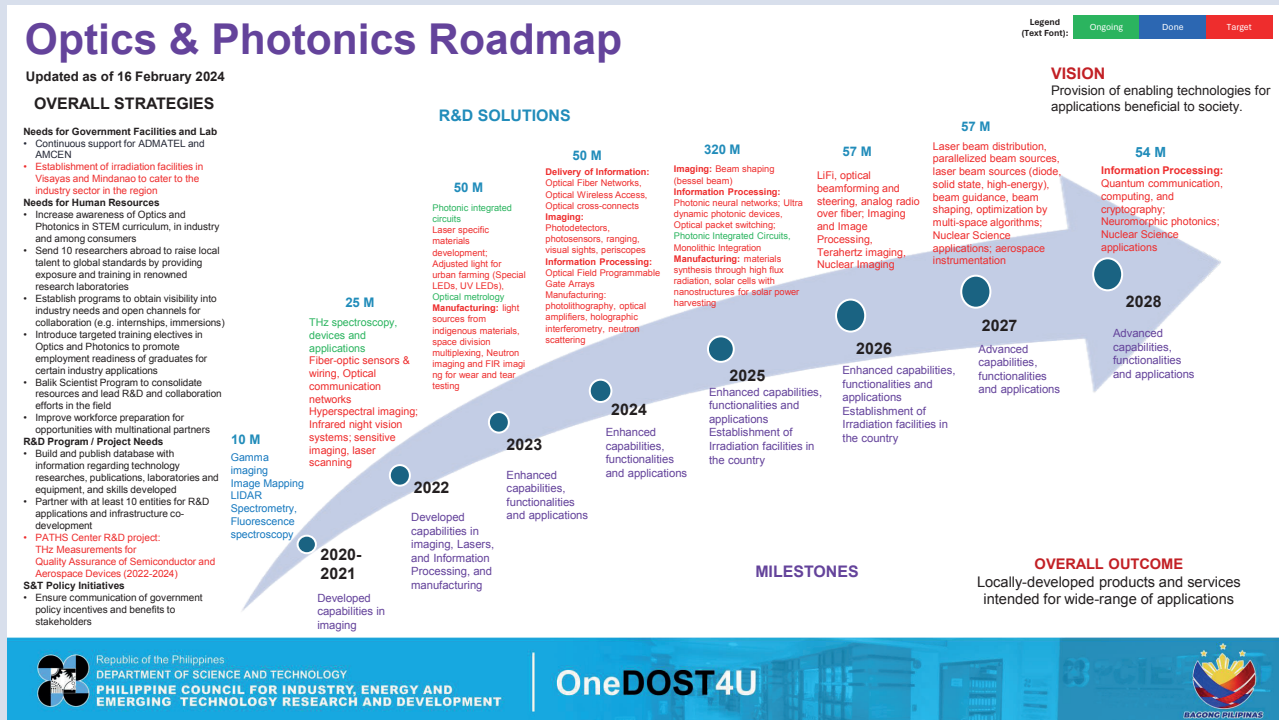 Optics & Photonics Roadmap
Legend
(Text Font):
Ongoing
Done
Target
Updated as of 16 February 2024
OVERALL STRATEGIES
Needs for Government Facilities and Lab
• Continuous support for ADMATEL and
AMCEN
• Establishment of irradiation facilities in
Visayas and Mindanao to cater to the
industry sector in the region
Needs for Human Resources
• Increase awareness of Optics and
Photonics in STEM curriculum, in industry
and among consumers
• Send 10 researchers abroad to raise local
talent to global standards by providing
exposure and training in renowned
research laboratories
• Establish programs to obtain visibility into
industry needs and open channels for
collaboration (e.g. internships, immersions)
• Introduce targeted training electives in
Optics and Photonics to promote
employment readiness of graduates for
certain industry applications
• Balik Scientist Program to consolidate
resources and lead R&D and collaboration
efforts in the field
• Improve workforce preparation for
opportunities with multinational partners
R&D Program / Project Needs
• Build and publish database with
information regarding technology
researches, publications, laboratories and
equipment, and skills developed
• Partner with at least 10 entities for R&D
applications and infrastructure co-
development
• PATHS Center R&D project:
THz Measurements for
Quality Assurance of Semiconductor and
Aerospace Devices (2022-2024)
S&T Policy Initiatives
• Ensure communication of government
policy incentives and benefits to
stakeholders
R&D SOLUTIONS
10 M
Gamma
imaging
Image Mapping
LIDAR
Spectrometry,
Fluorescence
spectroscopy
25 M
THz spectroscopy,
devices and
applications
Fiber-optic sensors &
wiring, Optical
communication
networks
Hyperspectral imaging;
Infrared night vision
systems; sensitive
imaging, laser
scanning
50 M
Photonic integrated
circuits
Laser specific
materials
development;
Adjusted light for
urban farming (Special
LEDs, UV LEDs),
Optical metrology
Manufacturing: light
sources from
indigenous materials,
space division
multiplexing, Neutron
imaging and FIR imagi
ng for wear and tear
testing
50 M
Delivery of Information:
Optical Fiber Networks,
Optical Wireless Access,
Optical cross-connects
Imaging:
Photodetectors,
photosensors, ranging,
visual sights, periscopes
Information Processing:
Optical Field Programmable
Gate Arrays
Manufacturing:
photolithography, optical
amplifiers, holographic
interferometry, neutron
scattering
320 M
Imaging: Beam shaping
(bessel beam)
Information Processing:
Photonic neural networks; Ultra
dynamic photonic devices,
Optical packet switching;
Photonic Integrated Circuits,
Monolithic Integration
Manufacturing: materials
synthesis through high flux
radiation, solar cells with
nanostructures for solar power
harvesting
57 M
LiFi, optical
beamforming and
steering, analog radio
over fiber; Imaging
and Image
Processing,
Terahertz imaging,
Nuclear Imaging
57 M
Laser beam distribution,
parallelized beam sources,
laser beam sources (diode,
solid state, high-energy),
beam guidance, beam
shaping, optimization by
multi-space algorithms;
Nuclear Science
applications; aerospace
instrumentation
VISION
Provision of enabling technologies for
applications beneficial to society.
54 M
Information Processing:
Quantum communication,
computing, and
cryptography;
Neuromorphic photonics;
Nuclear Science
applications
2020-
2021
Developed
capabilities in
imaging
2022
Developed
capabilities in
imaging, Lasers,
and Information
Processing, and
manufacturing
2023
Enhanced
capabilities,
functionalities
and applications
2024
Enhanced
capabilities,
functionalities
and applications
2025
Enhanced capabilities,
functionalities and
applications
Establishment of
Irradiation facilities in
the country
2026
Enhanced capabilities,
functionalities and
applications
Establishment of
Irradiation facilities in
the country
2027
Advanced
capabilities,
functionalities
and applications
2028
Advanced
capabilities,
functionalities
and applications
MILESTONES
OVERALL OUTCOME
Locally-developed products and services
intended for wide-range of applications
Republic of the Philippines
DEPARTMENT OF SCIENCE AND TECHNOLOGY
PHILIPPINE COUNCIL FOR INDUSTRY, ENERGY AND
EMERGING TECHNOLOGY RESEARCH AND DEVELOPMENT
OneDOST4U
BAGONG PILIPINAS